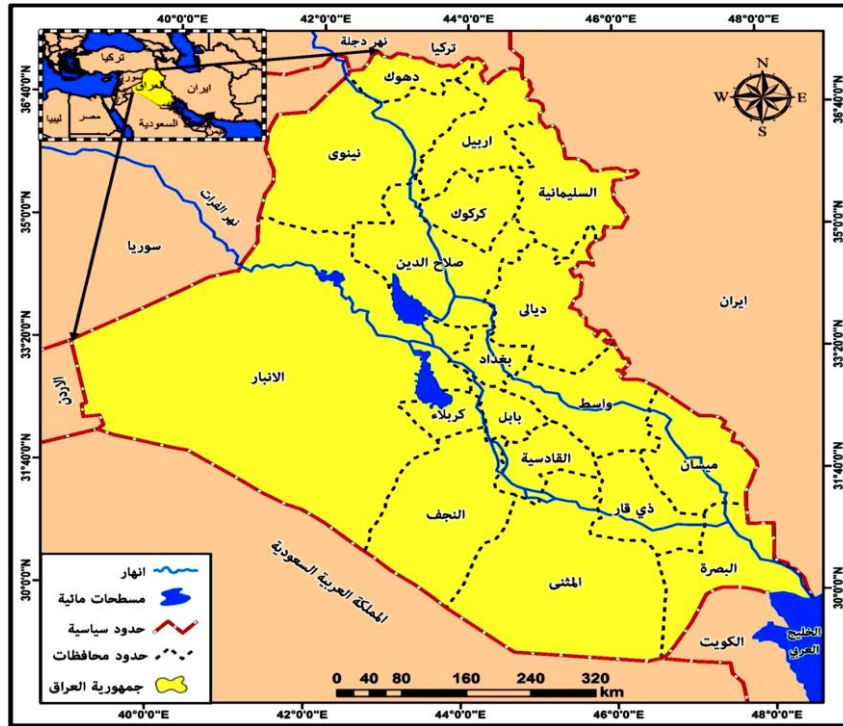 40°0'0"E
42°0'0"E
44°0'0"E
46°0'0"E
48°0'0"E
تركيا
سوريا
العراق
ايران
ليبيا
مصر
السعودية
نهر دجلة
تركيا
N
W
E
S
36°40'0"N
36°40'0"N
دهوك
اربيل
نينوى
السليمانية
كركوك
35°0'0"N
35°0'0"N
نهر الفرات
سوريا
صلاح الدين
ايران
ديالى
33°20'0"N
33°20'0"N
بغداد
الانبار
الاردن
واسط
كربلاء
بابل
31°40'0"N
31°40'0"N
القادسية
ميسان
النجف
ذي قار
المملكة العربية السعودية
المثنى
البصرة
30°0'0"N
30°0'0"N
الكويت
الخليج
العربي
انهار
مسطحات مائية
حدود سياسية
حدود محافظات
جمهورية العراق
0 40 80 160 240 320
km
40°0'0"E
42°0'0"E
44°0'0"E
46°0'0"E
48°0'0"E